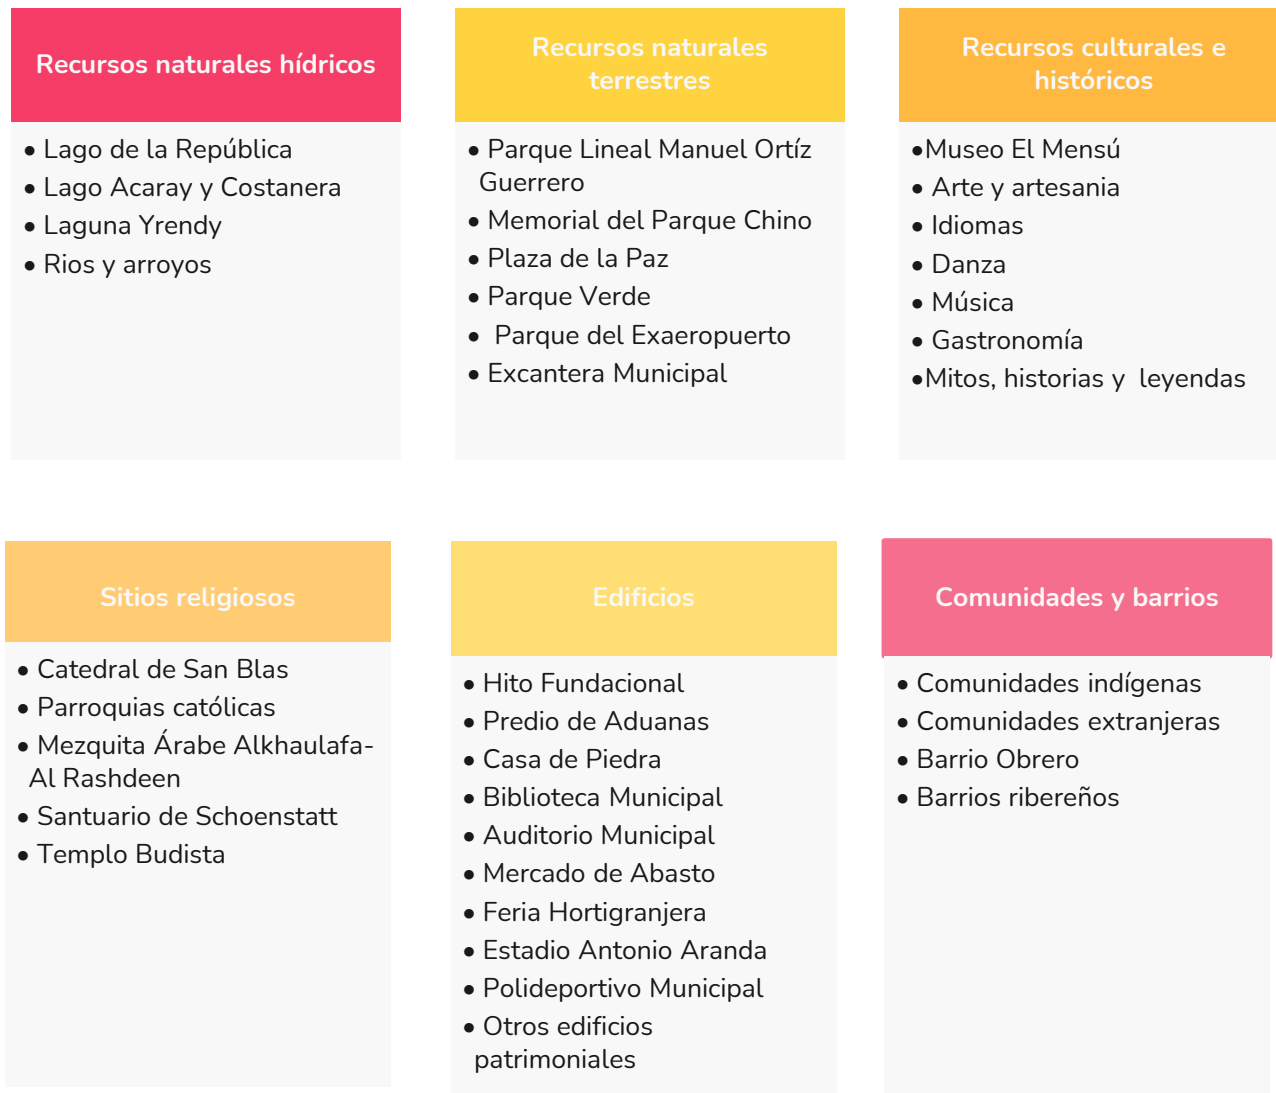 Recursos naturales hídricos
• Lago de la República
• Lago Acaray y Costanera
• Laguna Yrendy
• Rios y arroyos
Recursos naturales
terrestres
• Parque Lineal Manuel Ortíz
Guerrero
• Memorial del Parque Chino
• Plaza de la Paz
• Parque Verde
• Parque del Exaeropuerto
• Excantera Municipal
Recursos culturales e
históricos
•Museo El Mensú
• Arte y artesania
• Idiomas
• Danza
• Música
• Gastronomía
•Mitos, historias y leyendas
Sitios religiosos
• Catedral de San Blas
• Parroquias católicas
• Mezquita Árabe Alkhaulafa-
Al Rashdeen
• Santuario de Schoenstatt
• Templo Budista
Edificios
• Hito Fundacional
• Predio de Aduanas
• Casa de Piedra
• Biblioteca Municipal
• Auditorio Municipal
• Mercado de Abasto
• Feria Hortigranjera
• Estadio Antonio Aranda
• Polideportivo Municipal
• Otros edificios
patrimoniales
Comunidades y barrios
• Comunidades indígenas
• Comunidades extranjeras
• Barrio Obrero
• Barrios ribereños